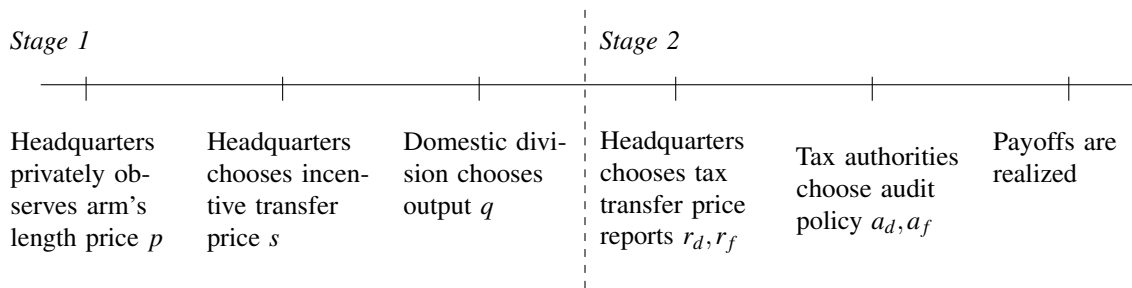 Stage 1
Stage 2
Headquarters
privately ob-
serves arm's
length price p
Headquarters
chooses incen-
tive transfer
price s
Domestic divi-
sion chooses
output q
Headquarters
chooses tax
transfer price
reports r_d, r_f
Tax authorities
choose audit
policy a_d, a_f
Payoffs are
realized